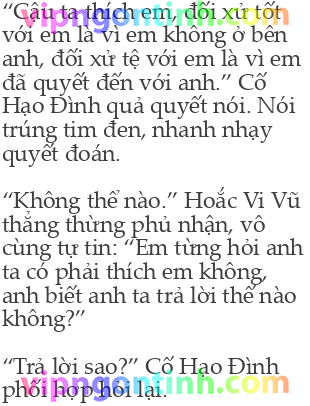 vipngontinh.com
“Cậu ta thích em, đối xử tốt
với em là vì em không ở bên
anh, đối xử tệ với em là vì em
đã quyết đến với anh.” Cố
Hạo Đình quả quyết nói. Nói
trúng tim đen, nhanh nhạy
quyết đoán.
“Không thể nào.” Hoắc Vi Vũ
thẳng thừng phủ nhận, vô
cùng tự tin: “Em từng hỏi anh
ta có phải thích em không,
anh biết anh ta trả lời thế nào
không?”
“Trả lời sao?” Cố Hạo Đình
phối hợp hỏi lại.
vipngontinh.com